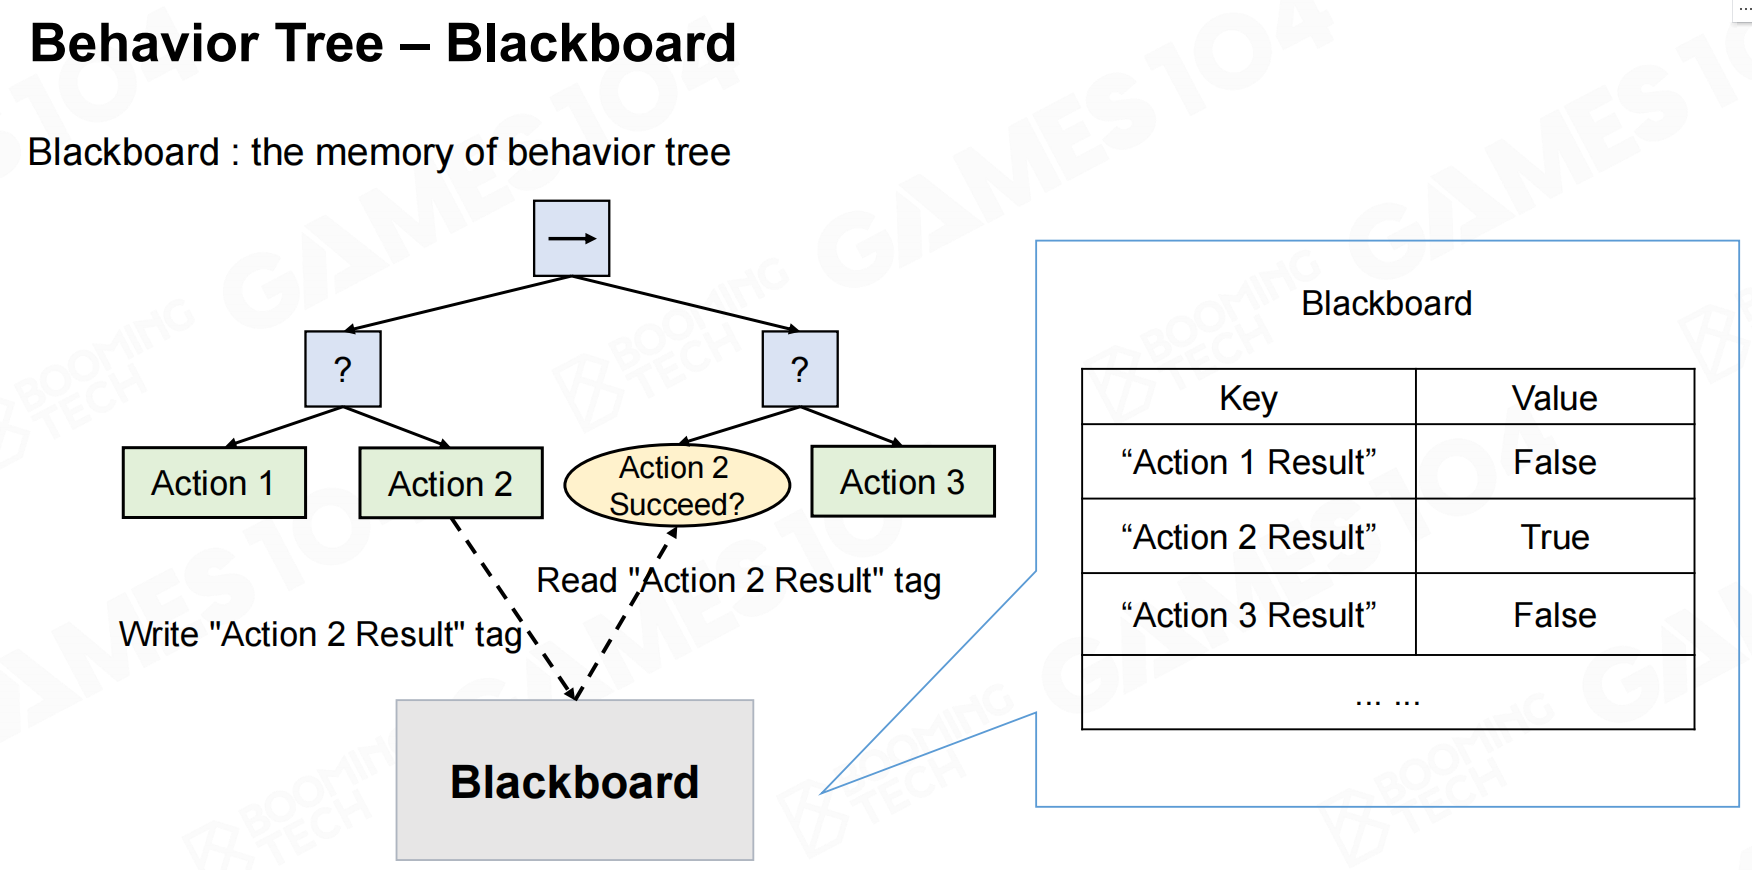 Behavior Tree – Blackboard
Blackboard : the memory of behavior tree
?
?
Action 1
Action 2
Action 2
Succeed?
Action 3
Read "Action 2 Result" tag
Write "Action 2 Result" tag
Blackboard
Blackboard
Key Value
“Action 1 Result” False
“Action 2 Result” True
“Action 3 Result” False
... ...
GAMES 104
BOOMING
TECH